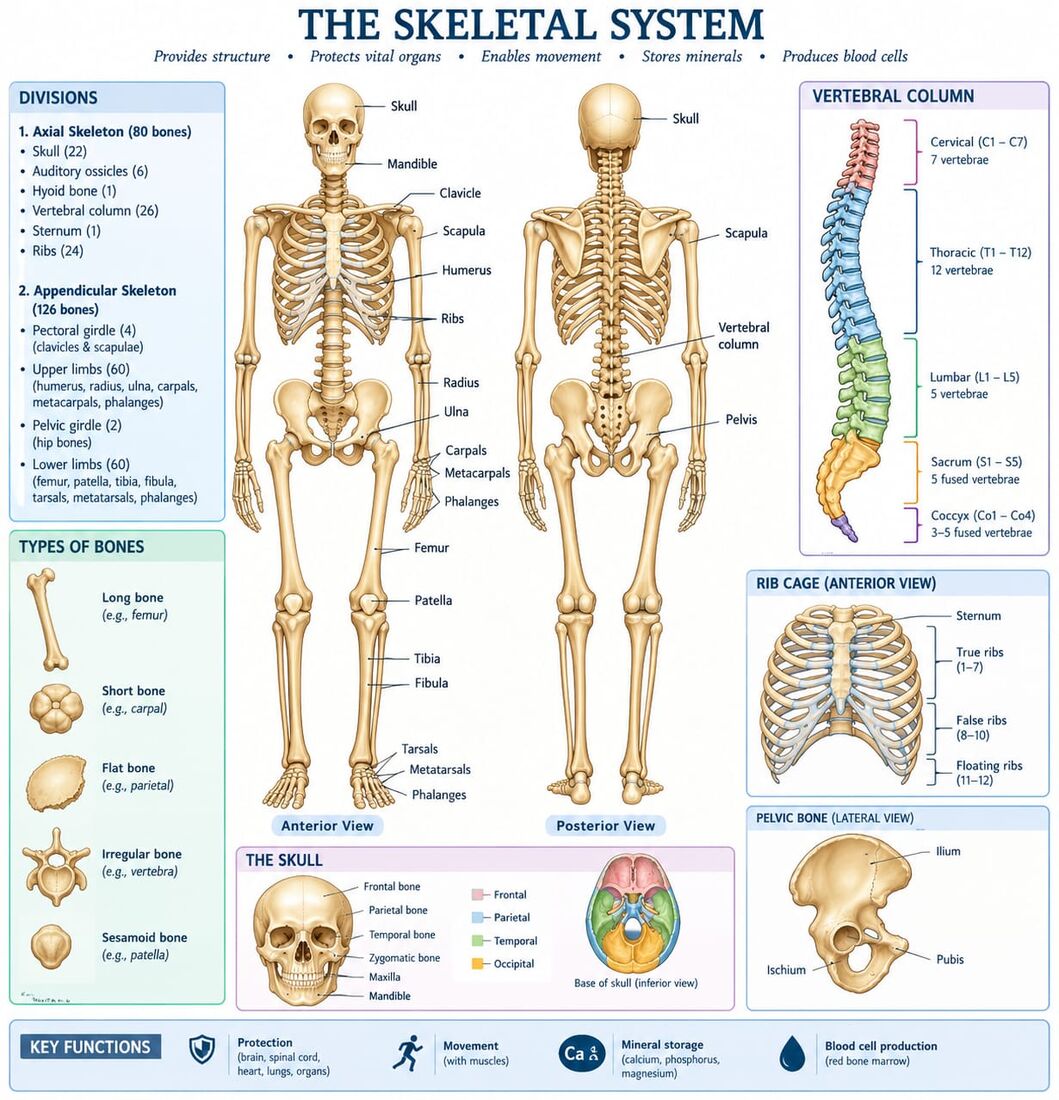 THE SKELETAL SYSTEM
Provides structure • Protects vital organs • Enables movement • Stores minerals • Produces blood cells
DIVISIONS
1. Axial Skeleton (80 bones)
• Skull (22)
• Auditory ossicles (6)
• Hyoid bone (1)
• Vertebral column (26)
• Sternum (1)
• Ribs (24)
2. Appendicular Skeleton
(126 bones)
• Pectoral girdle (4)
(clavicles & scapulae)
• Upper limbs (60)
(humerus, radius, ulna, carpals,
metacarpals, phalanges)
• Pelvic girdle (2)
(hip bones)
• Lower limbs (60)
(femur, patella, tibia, fibula,
tarsals, metatarsals, phalanges)
TYPES OF BONES
Long bone
(e.g., femur)
Short bone
(e.g., carpal)
Flat bone
(e.g., parietal)
Irregular bone
(e.g., vertebra)
Sesamoid bone
(e.g., patella)
Skull
Mandible
Clavicle
Scapula
Humerus
Ribs
Radius
Ulna
Carpals
Metacarpals
Phalanges
Femur
Patella
Tibia
Fibula
Tarsals
Metatarsals
Phalanges
Anterior View
Skull
Scapula
Vertebral
column
Pelvis
Posterior View
VERTEBRAL COLUMN
Cervical (C1 – C7)
7 vertebrae
Thoracic (T1 – T12)
12 vertebrae
Lumbar (L1 – L5)
5 vertebrae
Sacrum (S1 – S5)
5 fused vertebrae
Coccyx (Co1 – Co4)
3–5 fused vertebrae
RIB CAGE (ANTERIOR VIEW)
Sternum
True ribs
(1–7)
False ribs
(8–10)
Floating ribs
(11–12)
PELVIC BONE (LATERAL VIEW)
Ilium
Ischium
Pubis
THE SKULL
Frontal bone
Parietal bone
Temporal bone
Zygomatic bone
Maxilla
Mandible
Frontal
Parietal
Temporal
Occipital
Base of skull (inferior view)
KEY FUNCTIONS
Protection
(brain, spinal cord,
heart, lungs, organs)
Movement
(with muscles)
Ca
Mineral storage
(calcium, phosphorus,
magnesium)
Blood cell production
(red bone marrow)